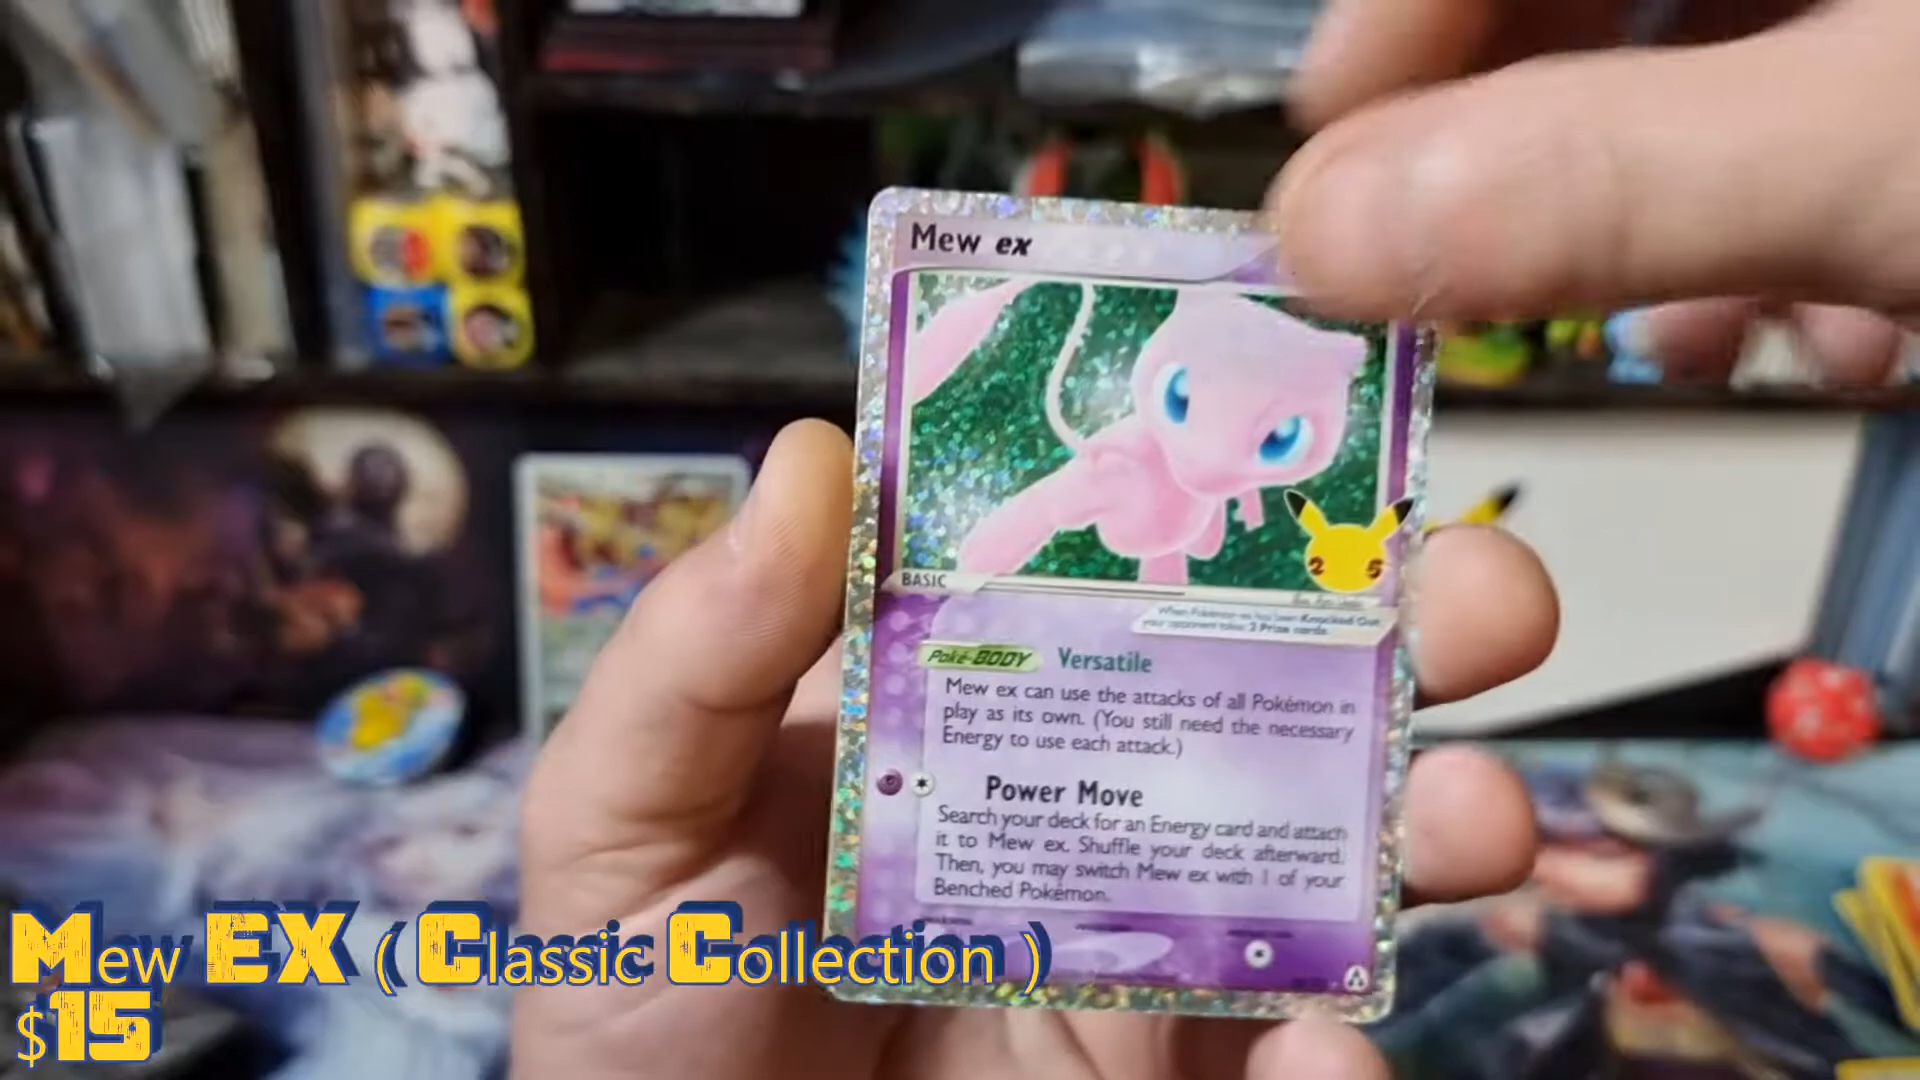 Mew ex
2 5
BASIC
When Pokémon-ex has been Knocked Out,
your opponent takes 2 Prize cards.
Poké-BODY Versatile
Mew ex can use the attacks of all Pokémon in
play as its own. (You still need the necessary
Energy to use each attack.)
Power Move
Search your deck for an Energy card and attach
it to Mew ex. Shuffle your deck afterward.
Then, you may switch Mew ex with 1 of your
Benched Pokémon.
Mew EX ( Classic Collection )
$15